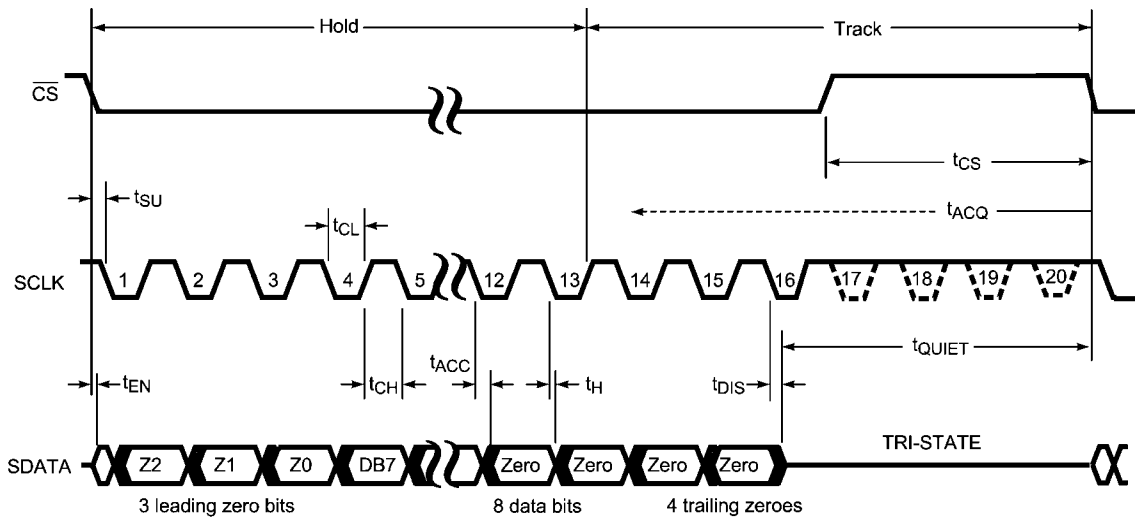 Hold Track
CS
tCS
tSU
tCL
tACQ
SCLK 1 2 3 4 5 12 13 14 15 16 17 18 19 20
tQUIET
tACC
tEN tCH tH tDIS
TRI-STATE
SDATA Z2 Z1 Z0 DB7 Zero Zero Zero Zero
3 leading zero bits 8 data bits 4 trailing zeroes